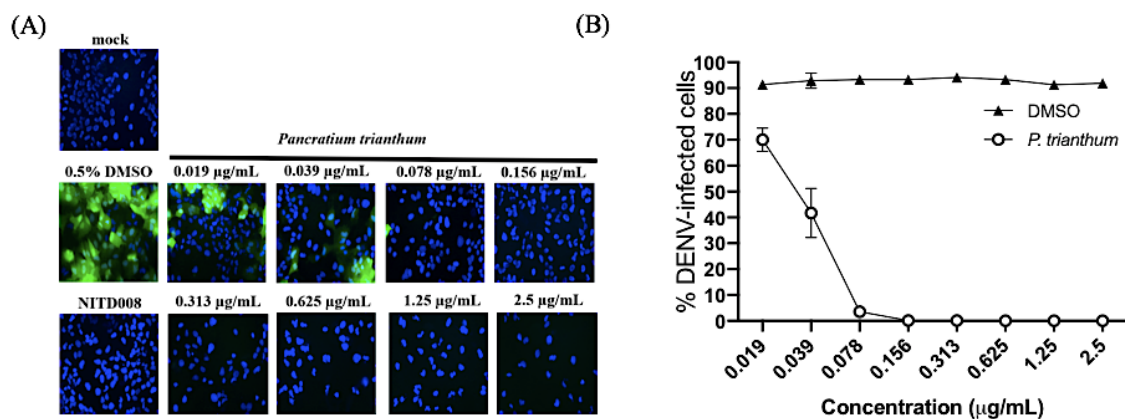 (A)
mock
Pancratium trianthum
0.5% DMSO 0.019 µg/mL 0.039 µg/mL 0.078 µg/mL 0.156 µg/mL
NITD008 0.313 µg/mL 0.625 µg/mL 1.25 µg/mL 2.5 µg/mL
(B)
% DENV-infected cells
100
90
80
70
60
50
40
30
20
10
0
DMSO
P. trianthum
0.019 0.039 0.078 0.156 0.313 0.625 1.25 2.5
Concentration (µg/mL)